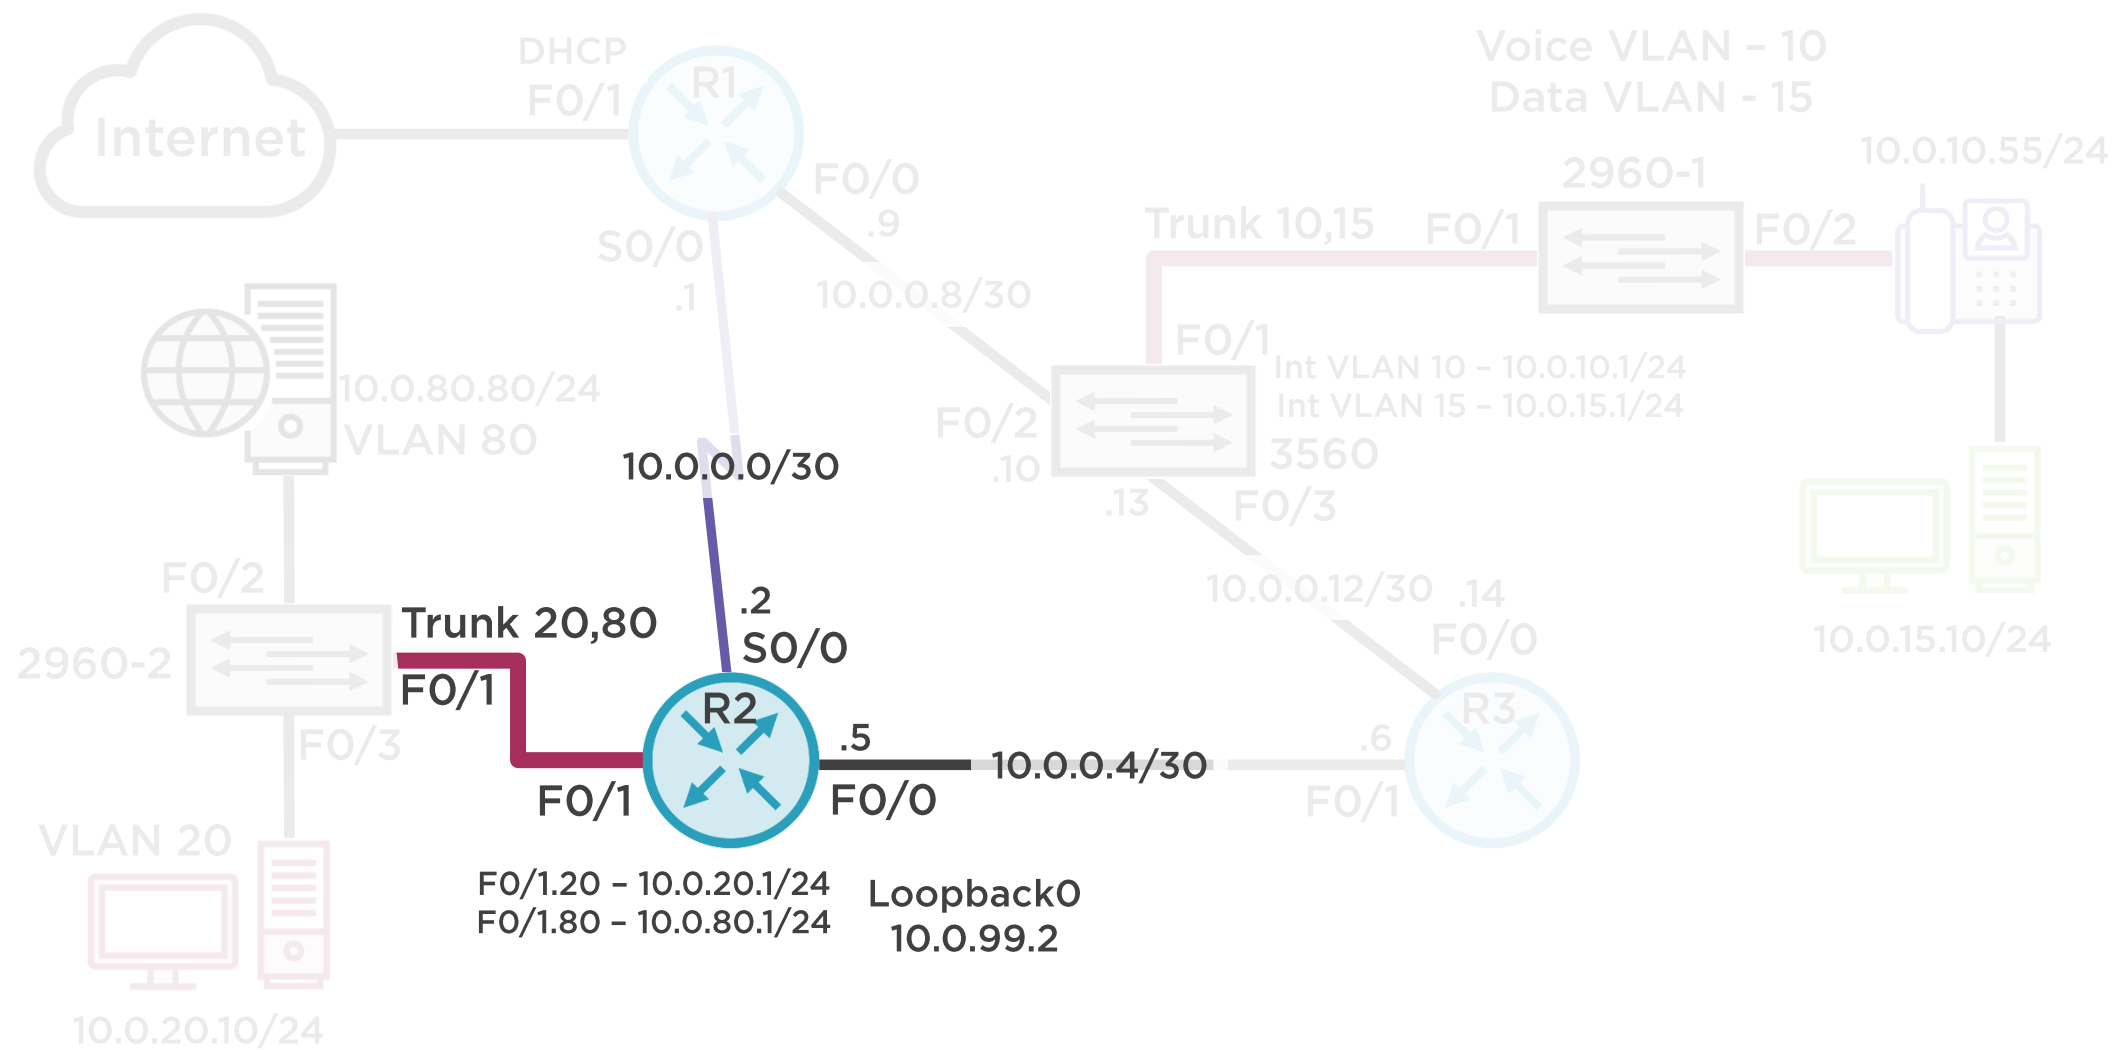 DHCP
F0/1
R1
Voice VLAN – 10
Data VLAN - 15
Internet
F0/0
.9
S0/0
.1
10.0.0.8/30
Trunk 10,15
F0/1
2960-1
F0/2
10.0.10.55/24
F0/1
Int VLAN 10 – 10.0.10.1/24
Int VLAN 15 – 10.0.15.1/24
3560
F0/2
.10
.13
F0/3
10.0.80.80/24
VLAN 80
10.0.0.0/30
F0/2
2960-2
Trunk 20,80
F0/1
F0/3
.2
S0/0
R2
F0/1
.5
F0/0
10.0.0.4/30
10.0.0.12/30
.14
F0/0
R3
.6
F0/1
10.0.15.10/24
F0/1.20 – 10.0.20.1/24
F0/1.80 – 10.0.80.1/24
Loopback0
10.0.99.2
VLAN 20
10.0.20.10/24